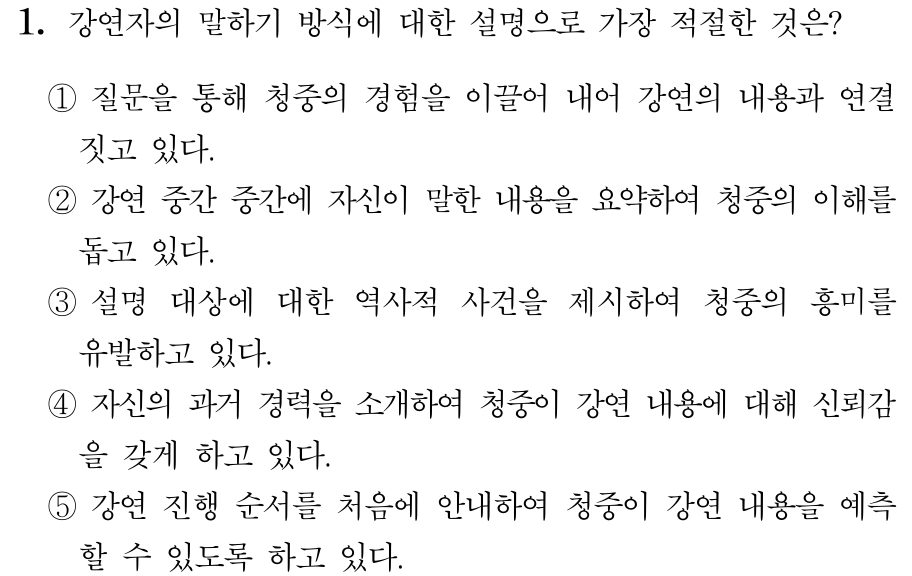 1. 강연자의 말하기 방식에 대한 설명으로 가장 적절한 것은?
① 질문을 통해 청중의 경험을 이끌어 내어 강연의 내용과 연결
짓고 있다.
② 강연 중간 중간에 자신이 말한 내용을 요약하여 청중의 이해를
돕고 있다.
③ 설명 대상에 대한 역사적 사건을 제시하여 청중의 흥미를
유발하고 있다.
④ 자신의 과거 경력을 소개하여 청중이 강연 내용에 대해 신뢰감
을 갖게 하고 있다.
⑤ 강연 진행 순서를 처음에 안내하여 청중이 강연 내용을 예측
할 수 있도록 하고 있다.